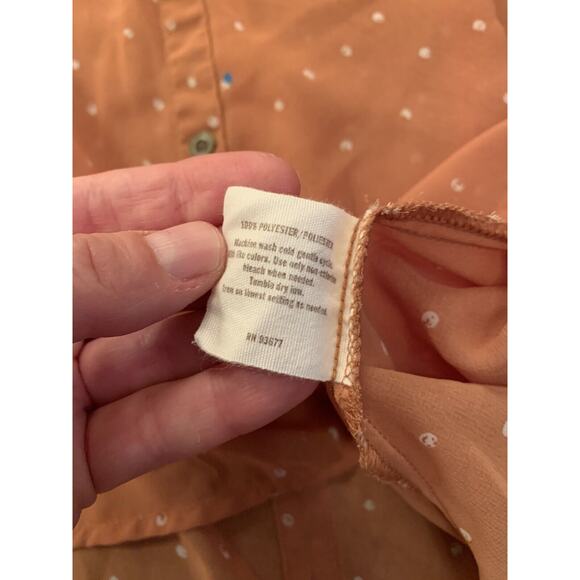 100% POLYESTER/POLIESTER
Machine wash cold gentle cycle
with like colors. Use only non-chlorine
bleach when needed.
Tumble dry low.
Iron on lowest setting as needed.
RN 93677